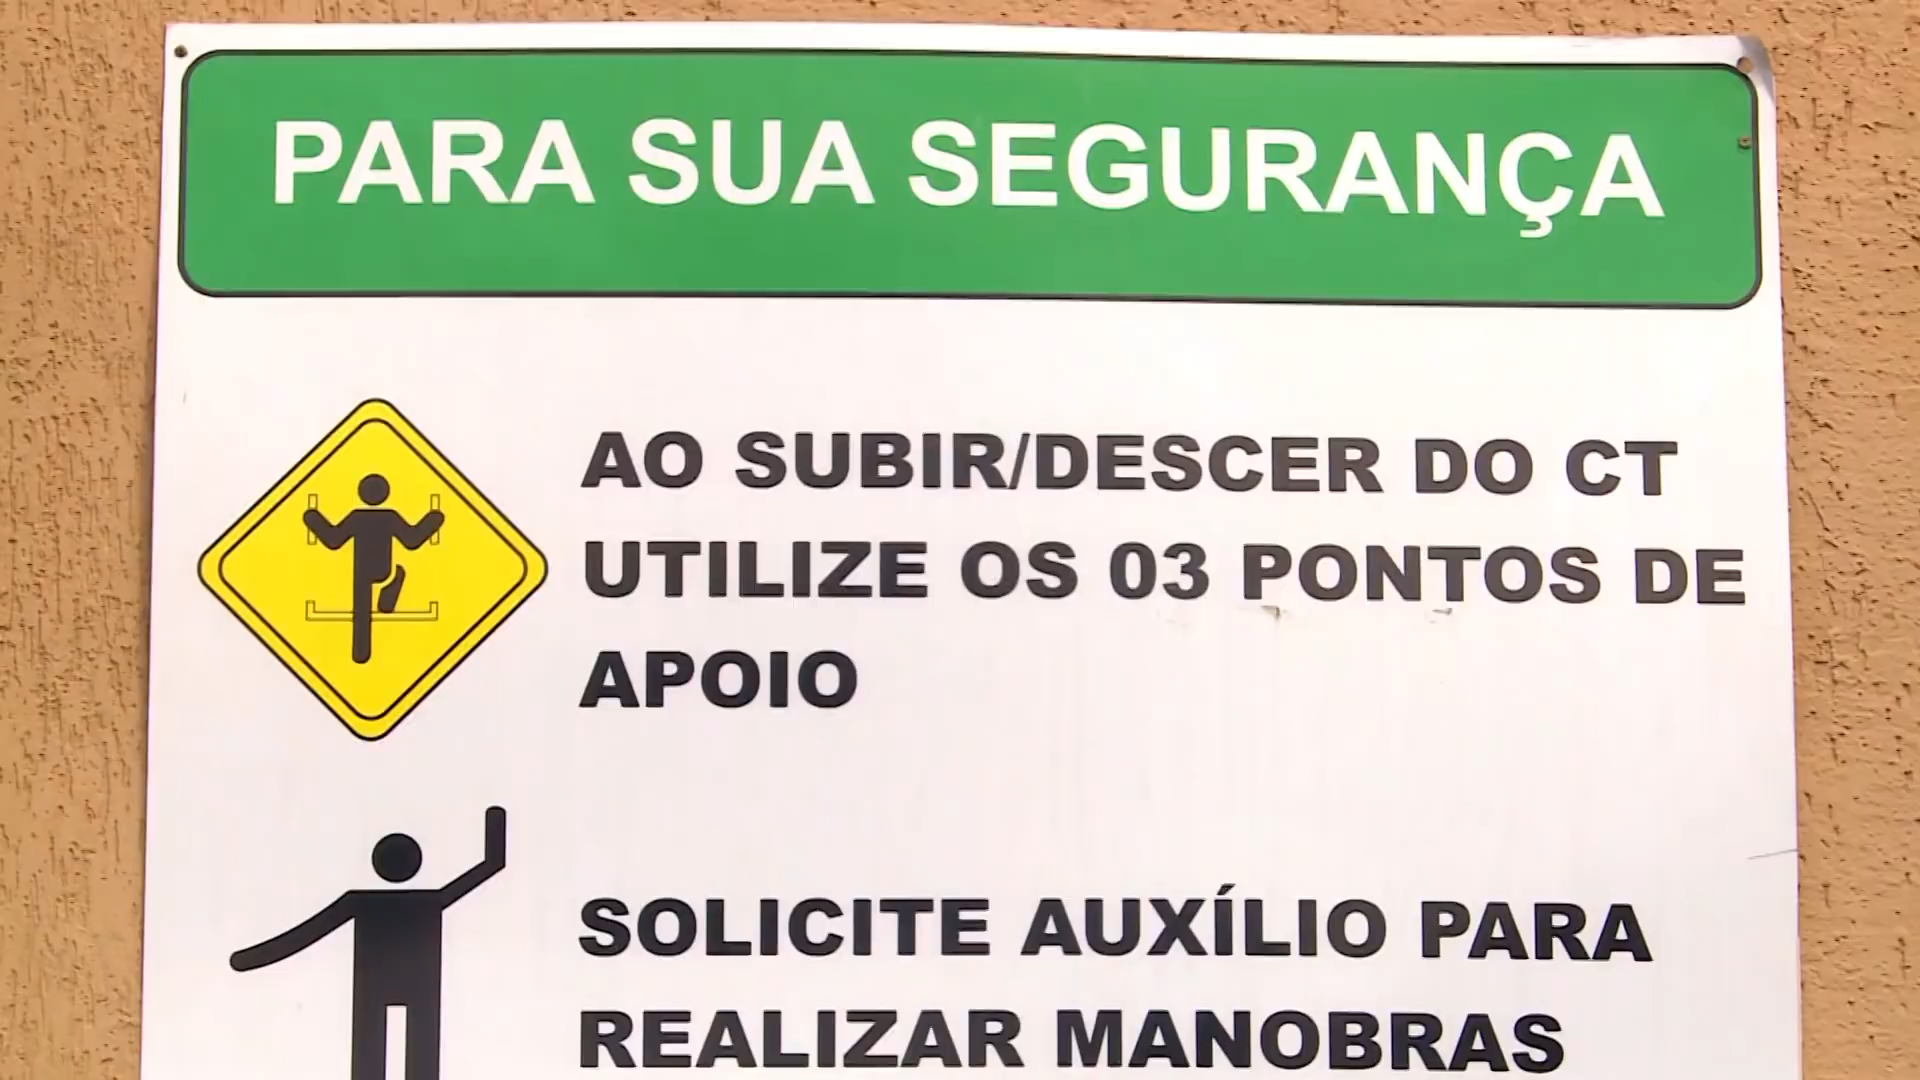 PARA SUA SEGURANÇA
AO SUBIR/DESCER DO CT
UTILIZE OS 03 PONTOS DE
APOIO
SOLICITE AUXÍLIO PARA
REALIZAR MANOBRAS